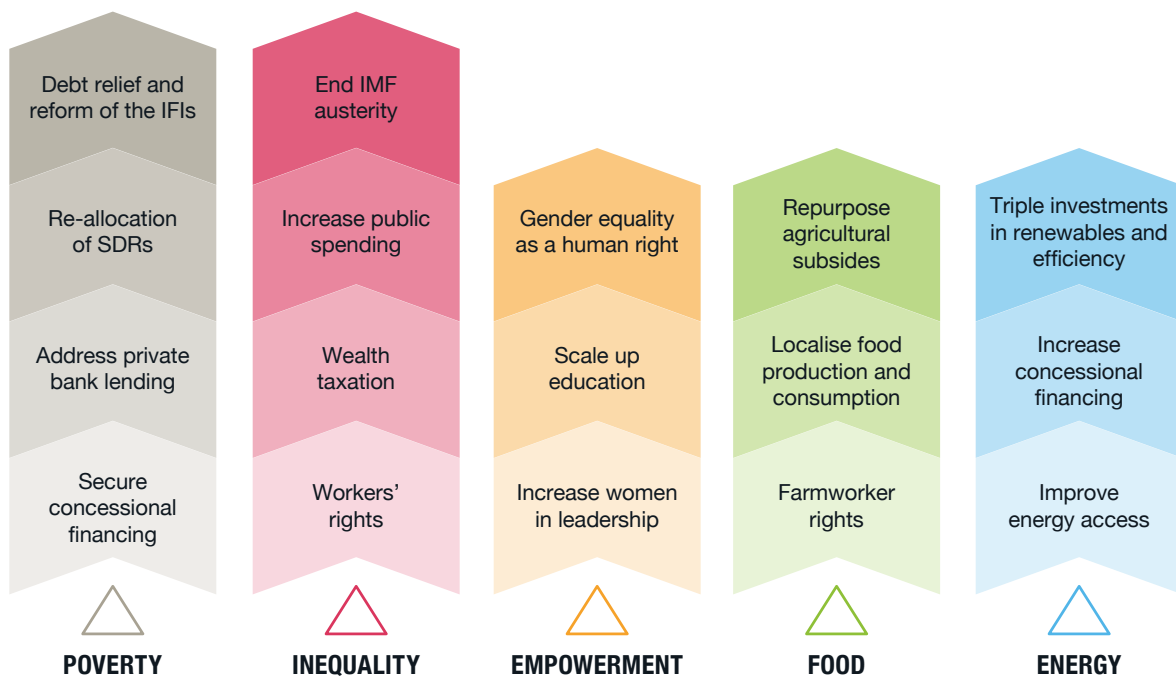 Debt relief and
reform of the IFIs
Re-allocation
of SDRs
Address private
bank lending
Secure
concessional
financing
POVERTY
End IMF
austerity
Increase public
spending
Wealth
taxation
Workers’
rights
INEQUALITY
Gender equality
as a human right
Scale up
education
Increase women
in leadership
EMPOWERMENT
Repurpose
agricultural
subsides
Localise food
production and
consumption
Farmworker
rights
FOOD
Triple investments
in renewables and
efficiency
Increase
concessional
financing
Improve
energy access
ENERGY